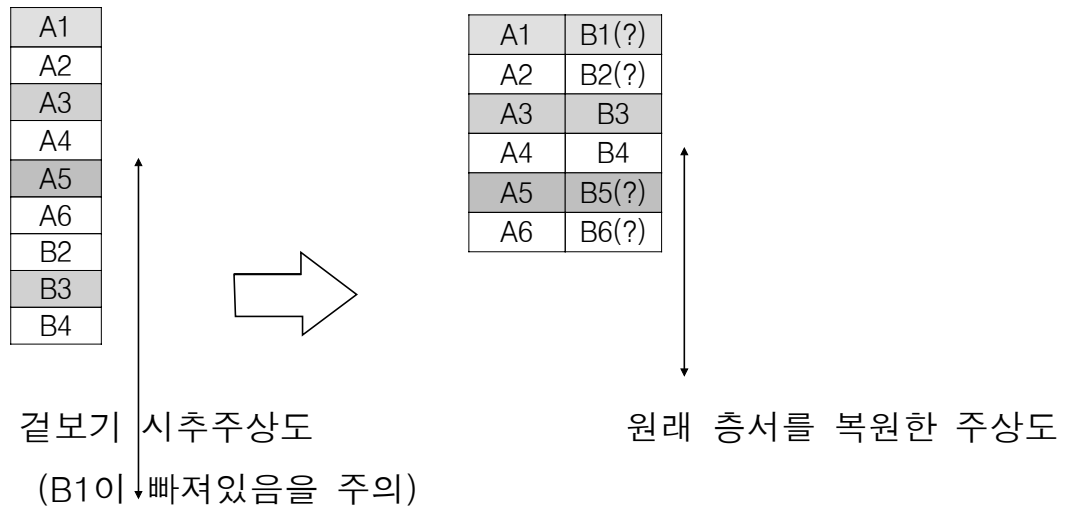 A1
A2
A3
A4
A5
A6
B2
B3
B4
A1 B1(?)
A2 B2(?)
A3 B3
A4 B4
A5 B5(?)
A6 B6(?)
겉보기 시추주상도
(B1이 빠져있음을 주의)
원래 층서를 복원한 주상도